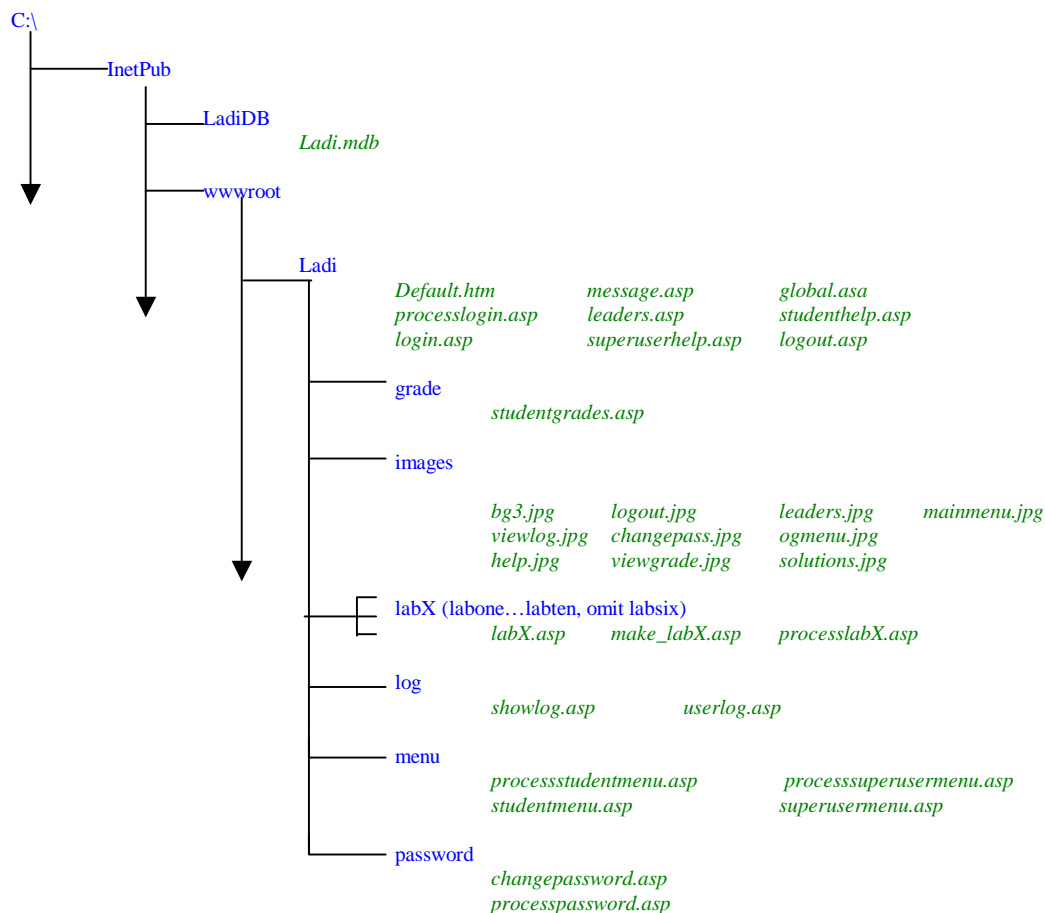 C:\
InetPub
LadiDB
Ladi.mdb
wwwroot
Ladi
Default.htm message.asp global.asa
processlogin.asp leaders.asp studenthelp.asp
login.asp superuserhelp.asp logout.asp
grade
studentgrades.asp
images
bg3.jpg logout.jpg leaders.jpg mainmenu.jpg
viewlog.jpg changepass.jpg ogmenu.jpg
help.jpg viewgrade.jpg solutions.jpg
labX (labone…labten, omit labsix)
labX.asp make_labX.asp processlabX.asp
log
showlog.asp userlog.asp
menu
processstudentmenu.asp processsuperusermenu.asp
studentmenu.asp superusermenu.asp
password
changepassword.asp
processpassword.asp